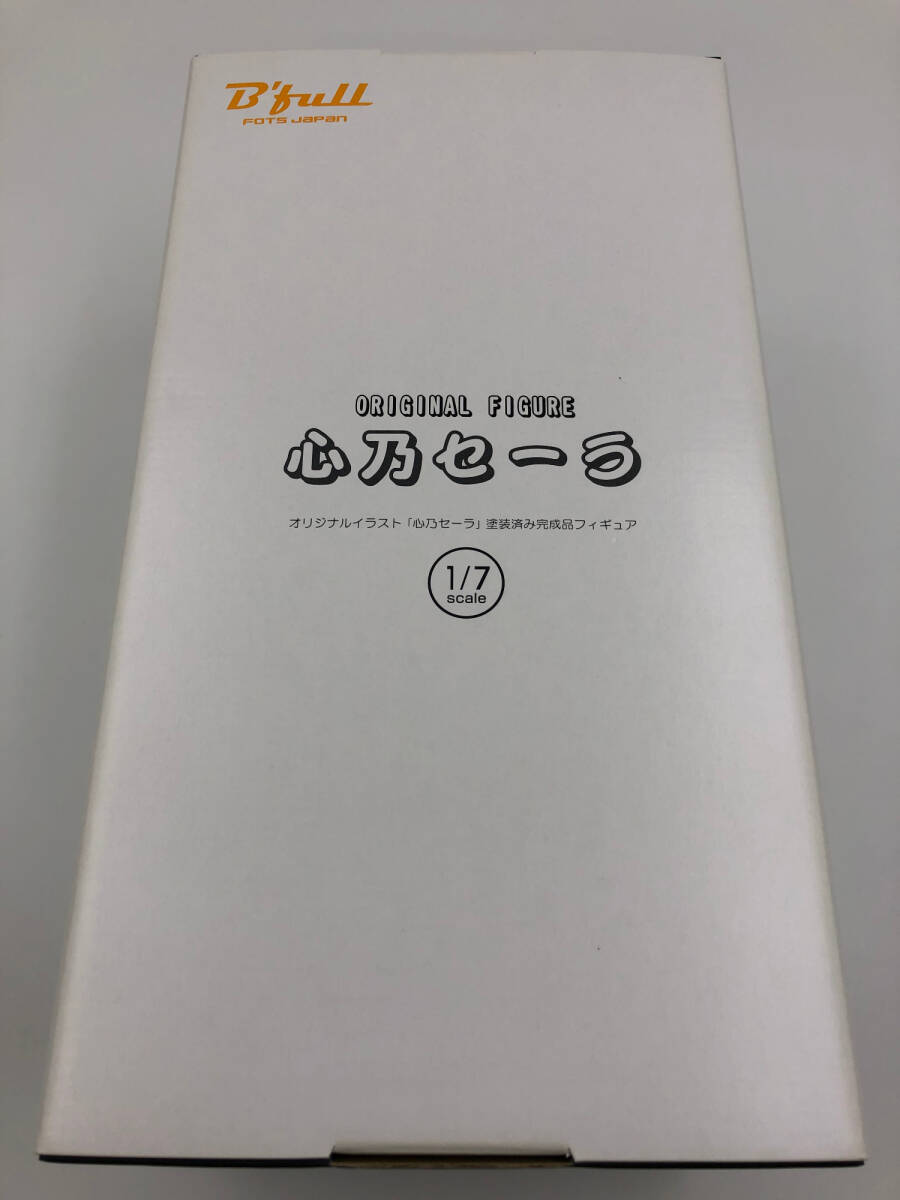 B'full
FOTS JAPAN
ORIGINAL FIGURE
心乃セーラ
オリジナルイラスト「心乃セーラ」塗装済み完成品フィギュア
1/7
scale